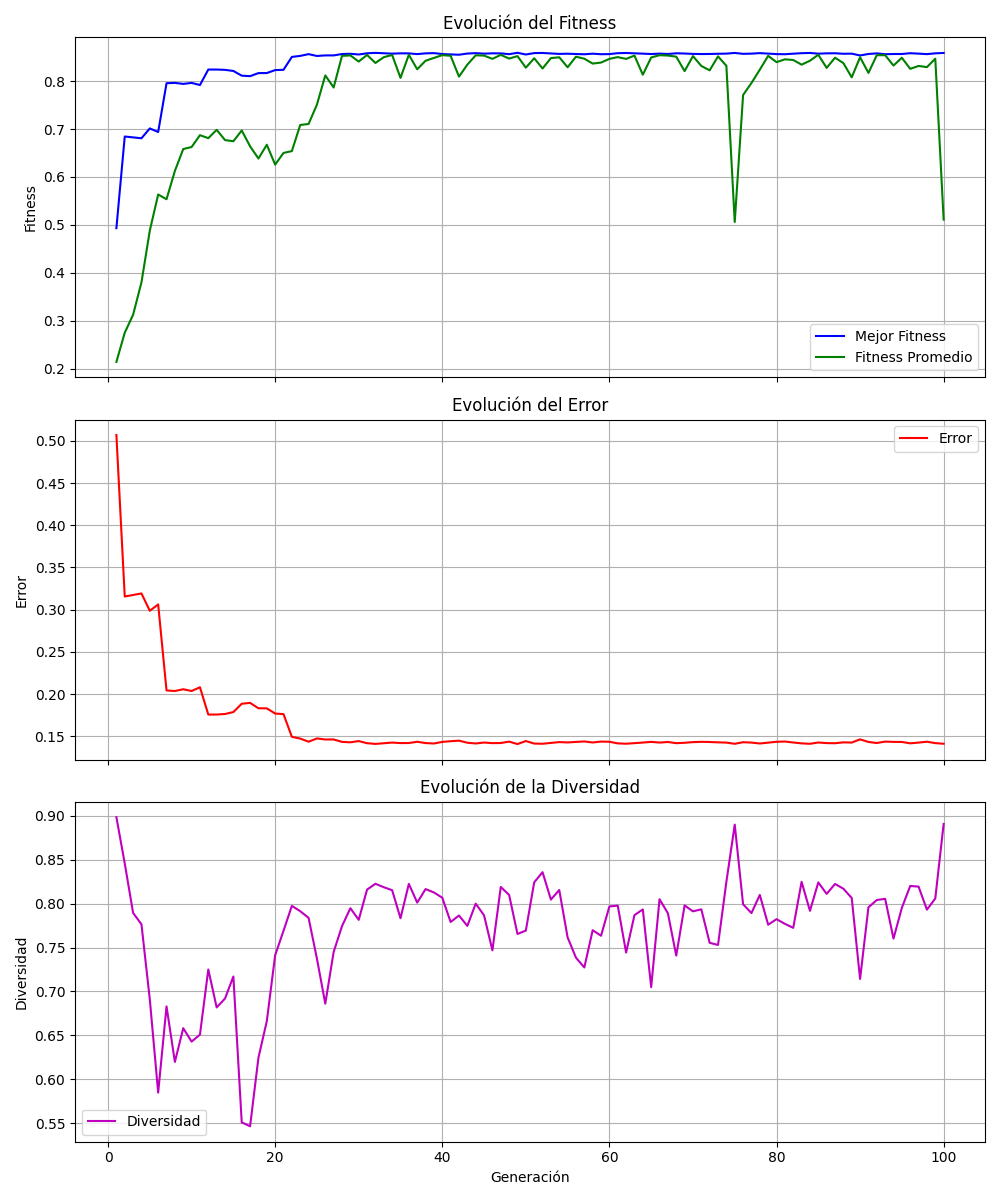 Evolución del Fitness
Fitness
0.8
0.7
0.6
0.5
0.4
0.3
0.2
Mejor Fitness
Fitness Promedio
Evolución del Error
Error
0.50
0.45
0.40
0.35
0.30
0.25
0.20
0.15
Error
Evolución de la Diversidad
Diversidad
0.90
0.85
0.80
0.75
0.70
0.65
0.60
0.55
Diversidad
0 20 40 60 80 100
Generación